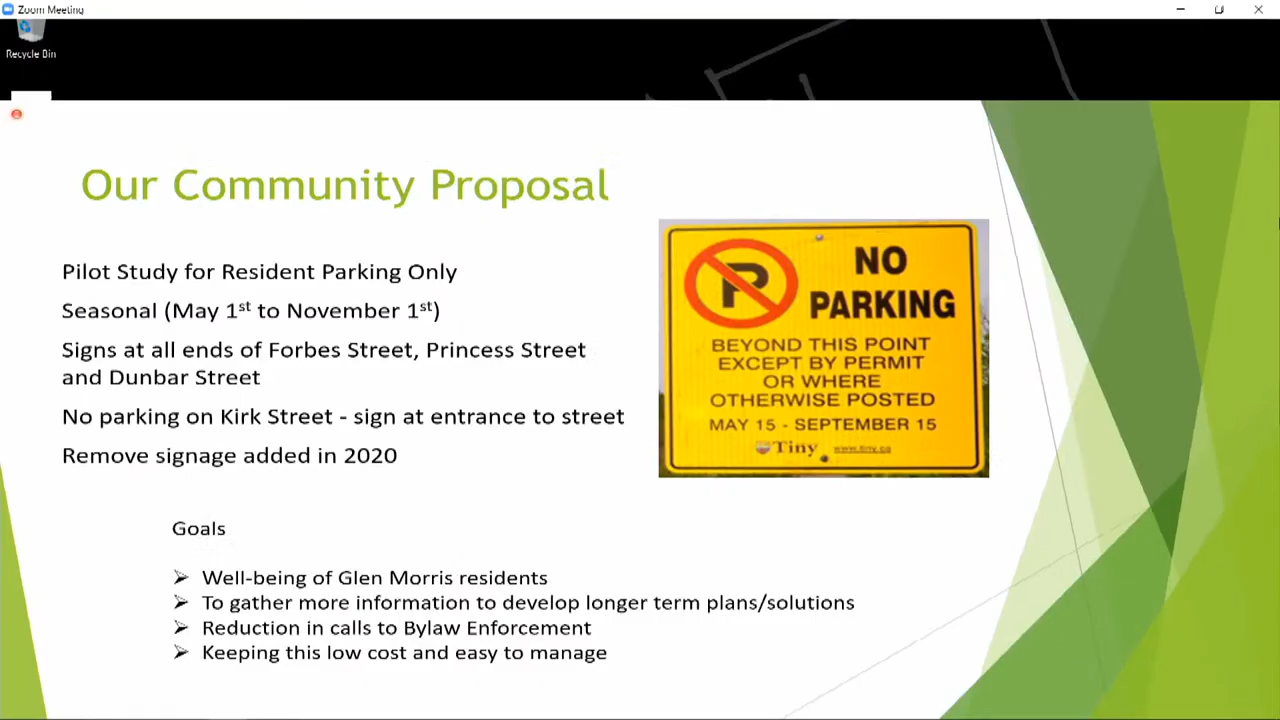 Zoom Meeting
Recycle Bin
Our Community Proposal
Pilot Study for Resident Parking Only
Seasonal (May 1st to November 1st)
Signs at all ends of Forbes Street, Princess Street
and Dunbar Street
No parking on Kirk Street - sign at entrance to street
Remove signage added in 2020
P
NO
PARKING
BEYOND THIS POINT
EXCEPT BY PERMIT
OR WHERE
OTHERWISE POSTED
MAY 15 - SEPTEMBER 15
Tiny www.tiny.ca
Goals
Well-being of Glen Morris residents
To gather more information to develop longer term plans/solutions
Reduction in calls to Bylaw Enforcement
Keeping this low cost and easy to manage